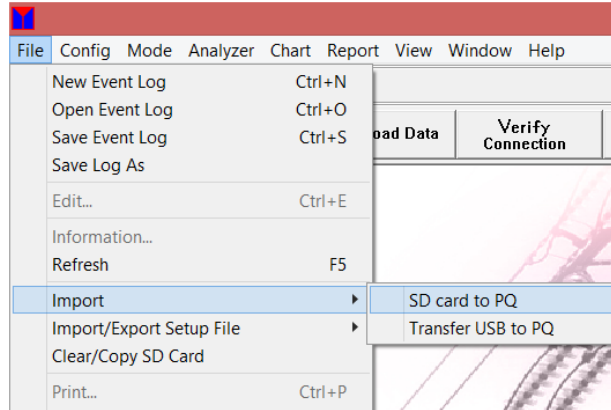 File Config Mode Analyzer Chart Report View Window Help
New Event Log Ctrl+N
Open Event Log Ctrl+O
Save Event Log Ctrl+S
Save Log As
Edit... Ctrl+E
Information...
Refresh F5
Import
Import/Export Setup File
Clear/Copy SD Card
Print... Ctrl+P
oad Data
Verify
Connection
SD card to PQ
Transfer USB to PQ